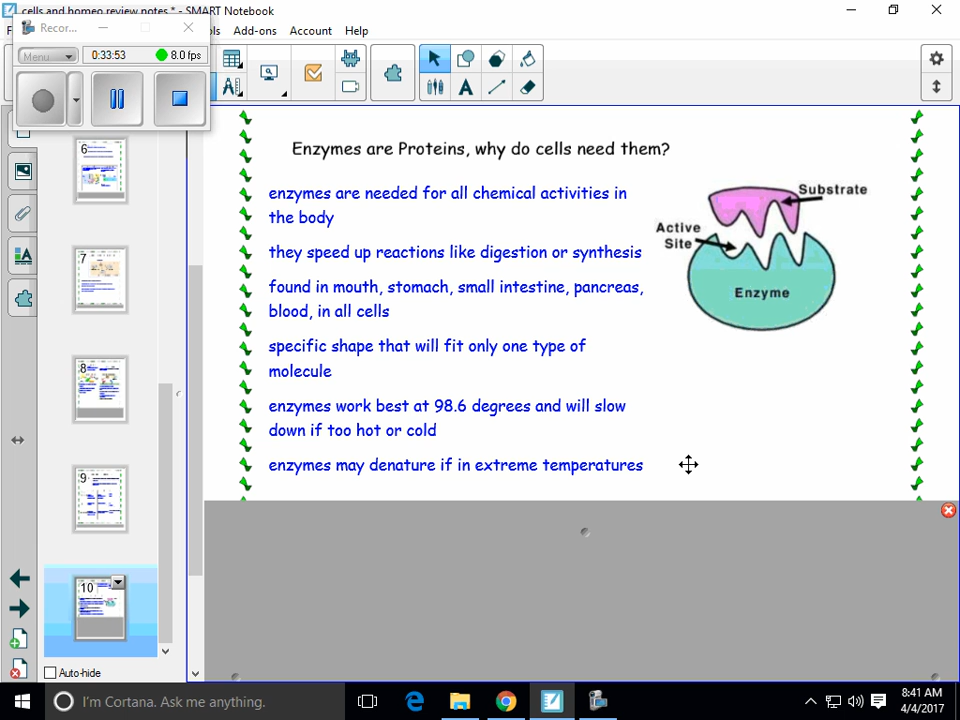 cells and homeo review notes * - SMART Notebook
Recor...
Add-ons
Account
Help
Menu
0:33:53
8.0 fps
6
7
8
9
10
Enzymes are Proteins, why do cells need them?
enzymes are needed for all chemical activities in
the body
they speed up reactions like digestion or synthesis
found in mouth, stomach, small intestine, pancreas,
blood, in all cells
specific shape that will fit only one type of
molecule
enzymes work best at 98.6 degrees and will slow
down if too hot or cold
enzymes may denature if in extreme temperatures
Substrate
Active
Site
Enzyme
Auto-hide
I'm Cortana. Ask me anything.
8:41 AM
4/4/2017